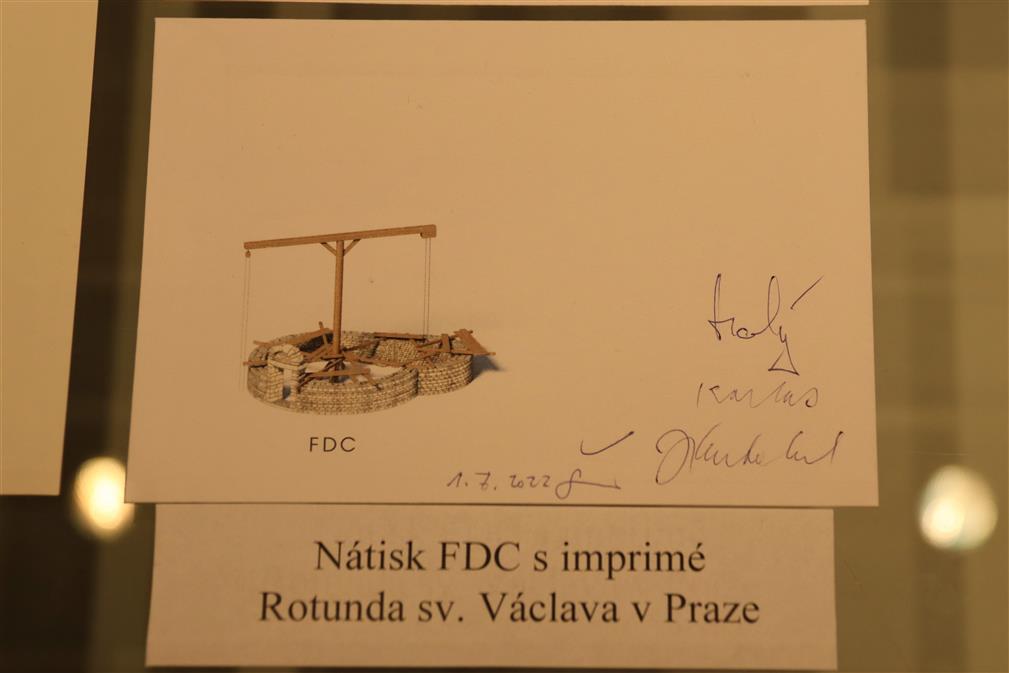 FDC
1. 7. 2022
Nátisk FDC s imprimé
Rotunda sv. Václava v Praze